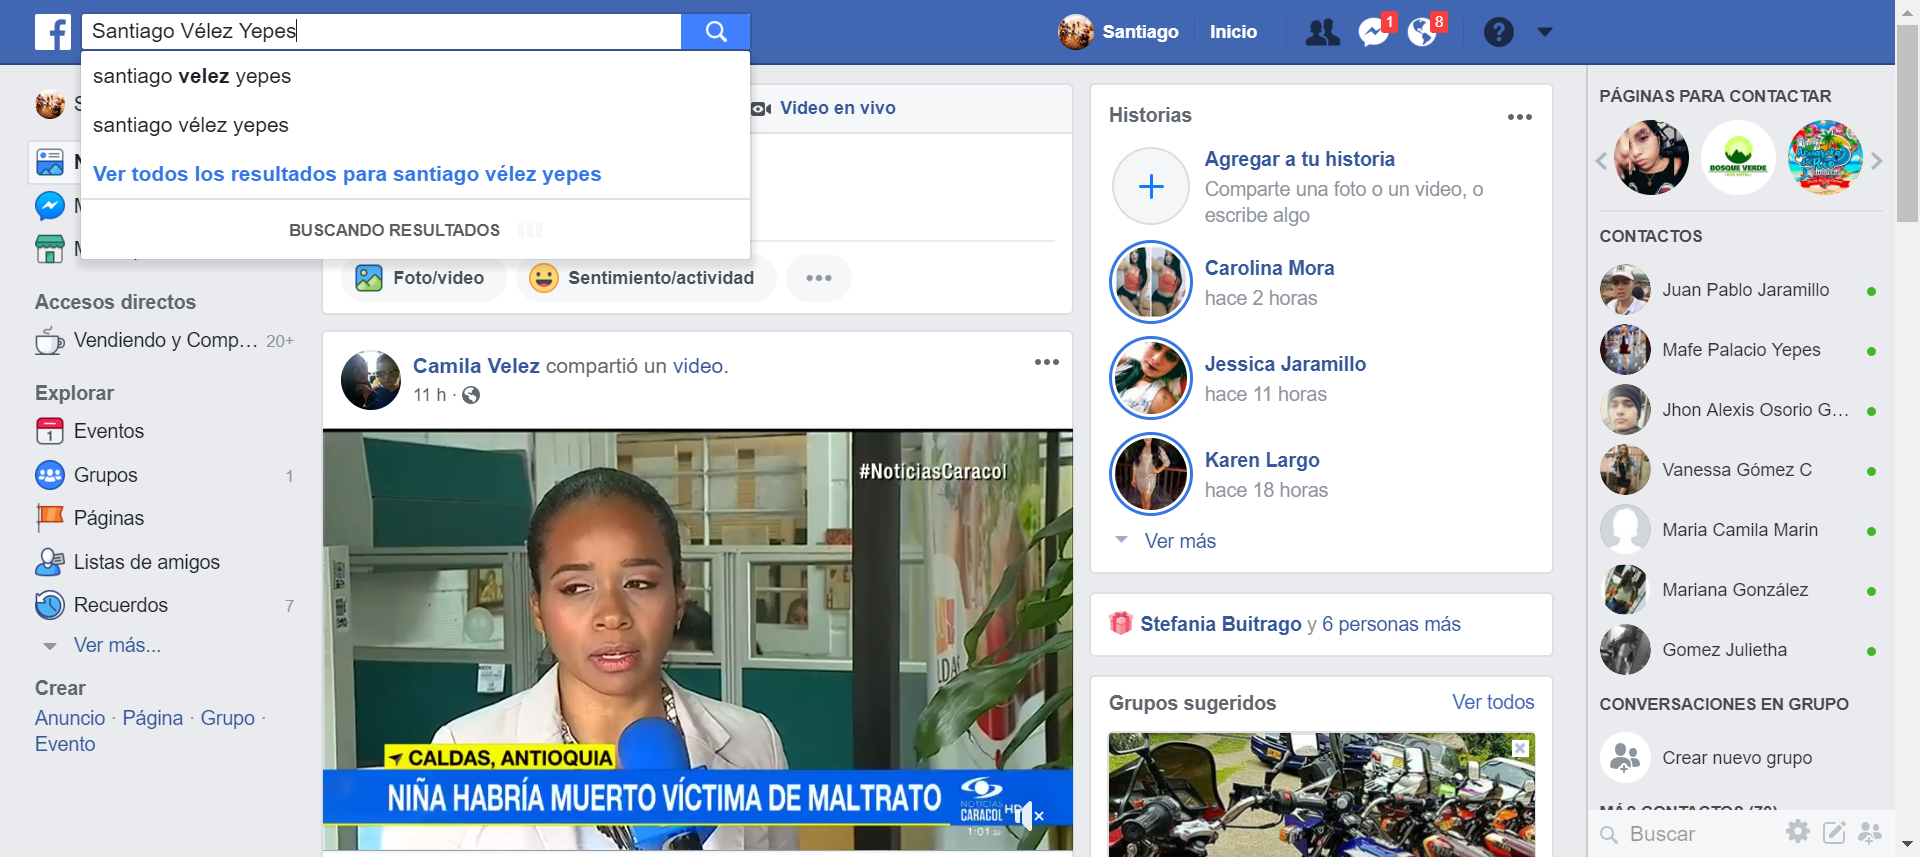 Santiago Vélez Yepes
Santiago
Inicio
1
8
santiago velez yepes
santiago vélez yepes
Ver todos los resultados para santiago vélez yepes
BUSCANDO RESULTADOS
Accesos directos
Vendiendo y Comp... 20+
Explorar
1
Eventos
Grupos 1
Páginas
Listas de amigos
Recuerdos 7
Ver más...
Crear
Anuncio · Página · Grupo ·
Evento
Video en vivo
Foto/video
Sentimiento/actividad
Camila Velez compartió un video.
11 h ·
#NoticiasCaracol
CALDAS, ANTIOQUIA
NIÑA HABRÍA MUERTO VÍCTIMA DE MALTRATO
NOTICIAS
CARACOL HD
1:01
Historias
Agregar a tu historia
Comparte una foto o un video, o
escribe algo
Carolina Mora
hace 2 horas
Jessica Jaramillo
hace 11 horas
Karen Largo
hace 18 horas
Ver más
Stefania Buitrago y 6 personas más
Grupos sugeridos
Ver todos
PÁGINAS PARA CONTACTAR
BOSQUE VERDE
CONTACTOS
Juan Pablo Jaramillo
Mafe Palacio Yepes
Jhon Alexis Osorio G...
Vanessa Gómez C
Maria Camila Marin
Mariana González
Gomez Julietha
CONVERSACIONES EN GRUPO
Crear nuevo grupo
MÁS CONTACTOS (70)
Buscar